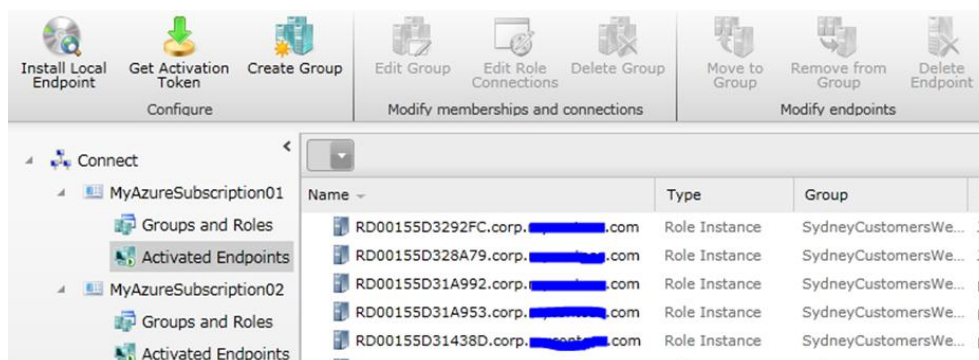 Install Local Endpoint
Get Activation Token
Create Group
Edit Group
Edit Role Connections
Delete Group
Move to Group
Remove from Group
Delete Endpoint
Configure
Modify memberships and connections
Modify endpoints
Connect
MyAzureSubscription01
Groups and Roles
Activated Endpoints
MyAzureSubscription02
Groups and Roles
Activated Endpoints
Name Type Group
RD00155D3292FC.corp. .com Role Instance SydneyCustomersWe...
RD00155D328A79.corp. .com Role Instance SydneyCustomersWe...
RD00155D31A992.corp. .com Role Instance SydneyCustomersWe...
RD00155D31A953.corp. .com Role Instance SydneyCustomersWe...
RD00155D31438D.corp. .com Role Instance SydneyCustomersWe...